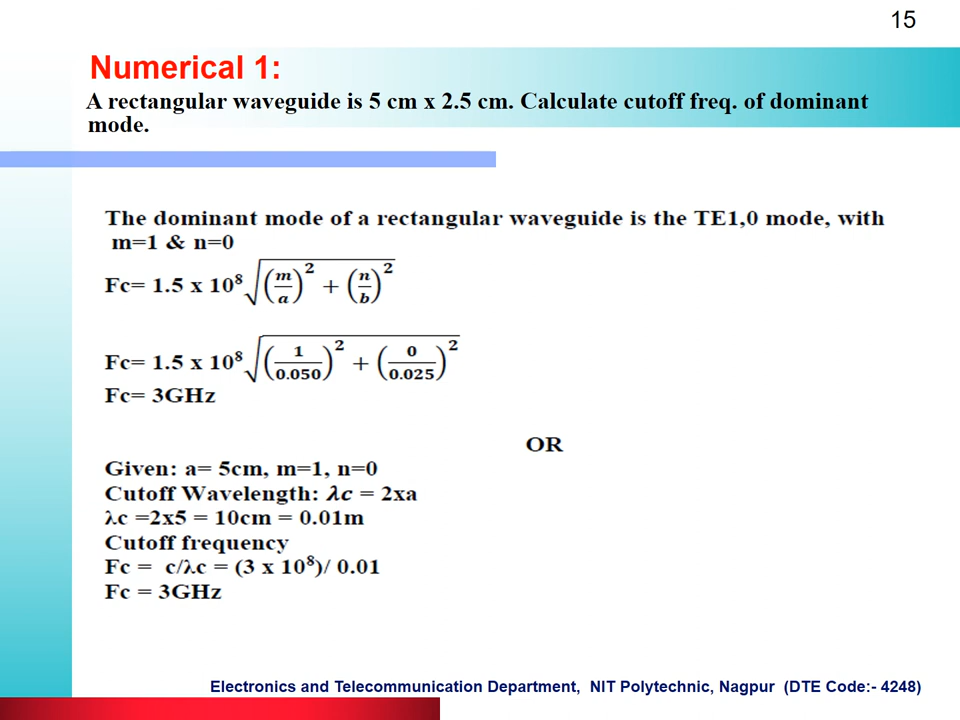 15
Numerical 1:
A rectangular waveguide is 5 cm x 2.5 cm. Calculate cutoff freq. of dominant
mode.
The dominant mode of a rectangular waveguide is the TE1,0 mode, with
m=1 & n=0
Fc= 1.5 x 10⁸ √((m/a)² + (n/b)²)
Fc= 1.5 x 10⁸ √((1/0.050)² + (0/0.025)²)
Fc= 3GHz
OR
Given: a= 5cm, m=1, n=0
Cutoff Wavelength: λc = 2xa
λc =2x5 = 10cm = 0.01m
Cutoff frequency
Fc = c/λc = (3 x 10⁸)/ 0.01
Fc = 3GHz
Electronics and Telecommunication Department, NIT Polytechnic, Nagpur (DTE Code:- 4248)